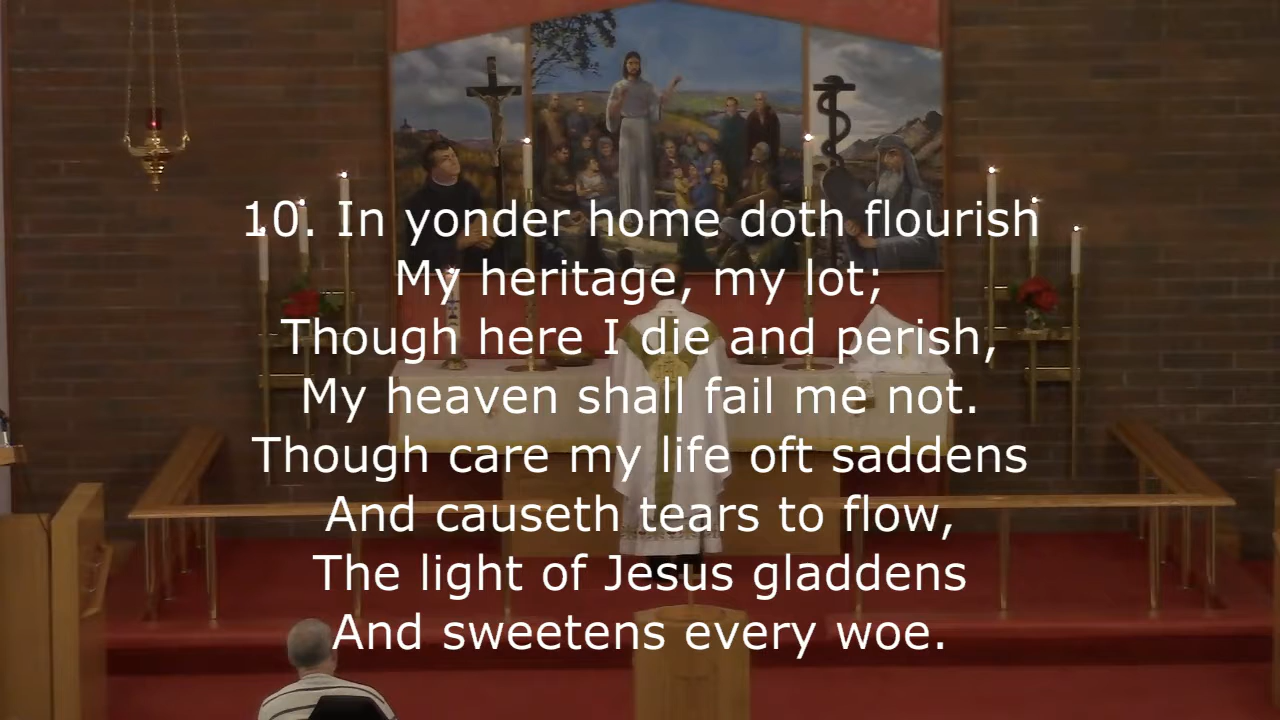 10. In yonder home doth flourish
My heritage, my lot;
Though here I die and perish,
My heaven shall fail me not.
Though care my life oft saddens
And causeth tears to flow,
The light of Jesus gladdens
And sweetens every woe.